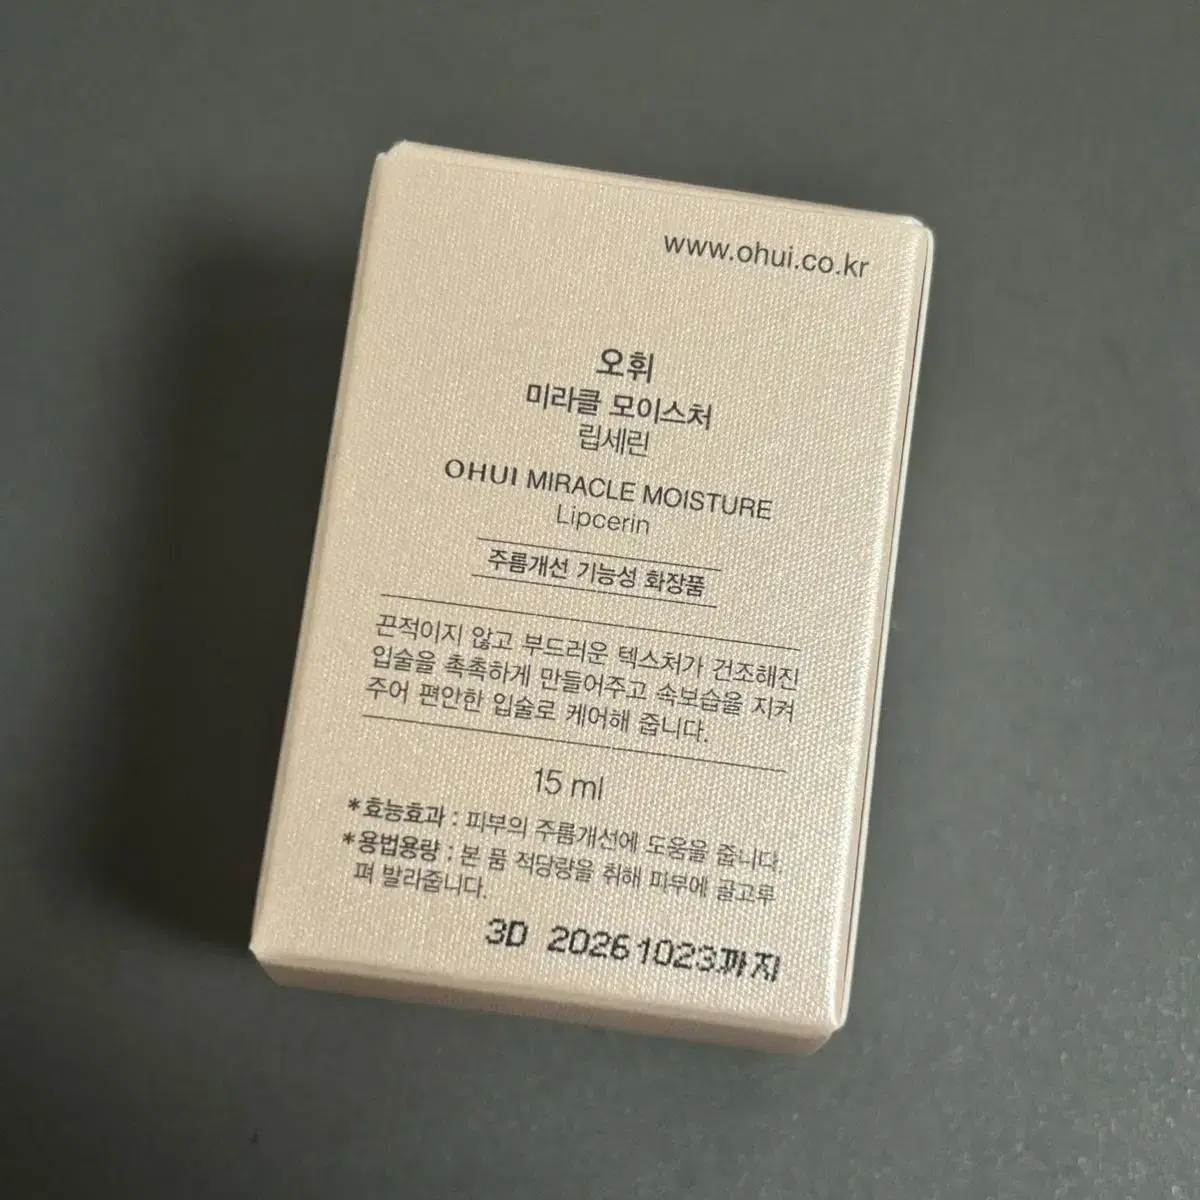 www.ohui.co.kr
오휘
미라클 모이스처
립세린
OHUI MIRACLE MOISTURE
Lipcerin
주름개선 기능성 화장품
끈적이지 않고 부드러운 텍스처가 건조해진
입술을 촉촉하게 만들어주고 속보습을 지켜
주어 편안한 입술로 케어해 줍니다.
15 ml
*효능효과 : 피부의 주름개선에 도움을 줍니다.
*용법용량 : 본 품 적당량을 취해 피부에 골고루
펴 발라줍니다.
3D 20261023까지